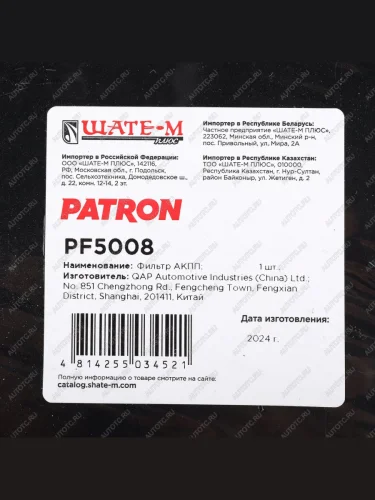 ШАТЕ-М
ПЛЮС
Импортер в Российской Федерации:
ООО «ШАТЕ-М ПЛЮС», 142116,
РФ, Московская обл., г. Подольск,
пос. Сельхозтехника, Домодедовское ш.,
д. 22, комн. 12-14, 2 эт.
Импортер в Республике Беларусь:
Частное предприятие «ШАТЕ-М ПЛЮС»,
223062, Минская обл., Минский р-н,
пос. Привольный, ул. Мира, 2А
Импортер в Республике Казахстан:
ТОО «ШАТЕ-М ПЛЮС», 010000,
Республика Казахстан, г. Нур-Султан,
район Байконыр, ул. Жетиген, д. 2
PATRON
PF5008
Наименование: Фильтр АКПП; 1 шт.;
Изготовитель: QAP Automotive Industries (China) Ltd.;
No. 851 Chengzhong Rd., Fengcheng Town, Fengxian
District, Shanghai, 201411, Китай
Дата изготовления:
2024 г.
4 814255 034521
Полную информацию о товаре смотрите на сайте:
catalog.shate-m.com
AUTOTC.RU